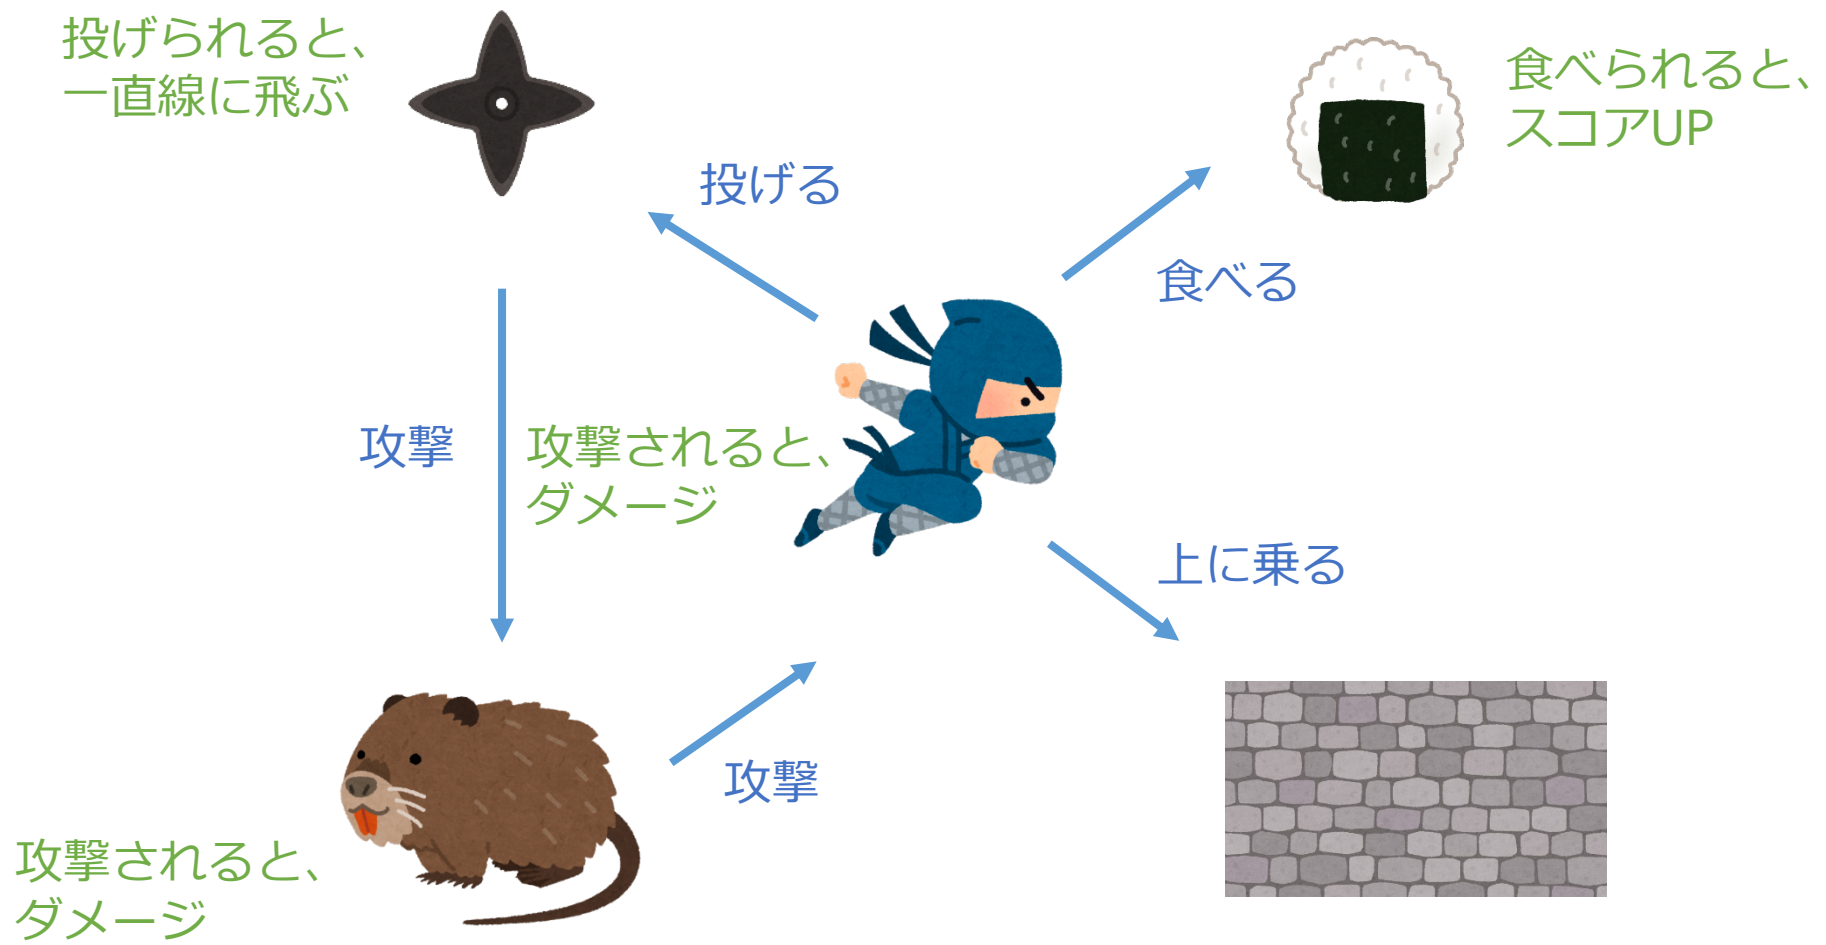 投げられると、
一直線に飛ぶ
食べられると、
スコアUP
投げる
食べる
攻撃
攻撃されると、
ダメージ
上に乗る
攻撃
攻撃されると、
ダメージ